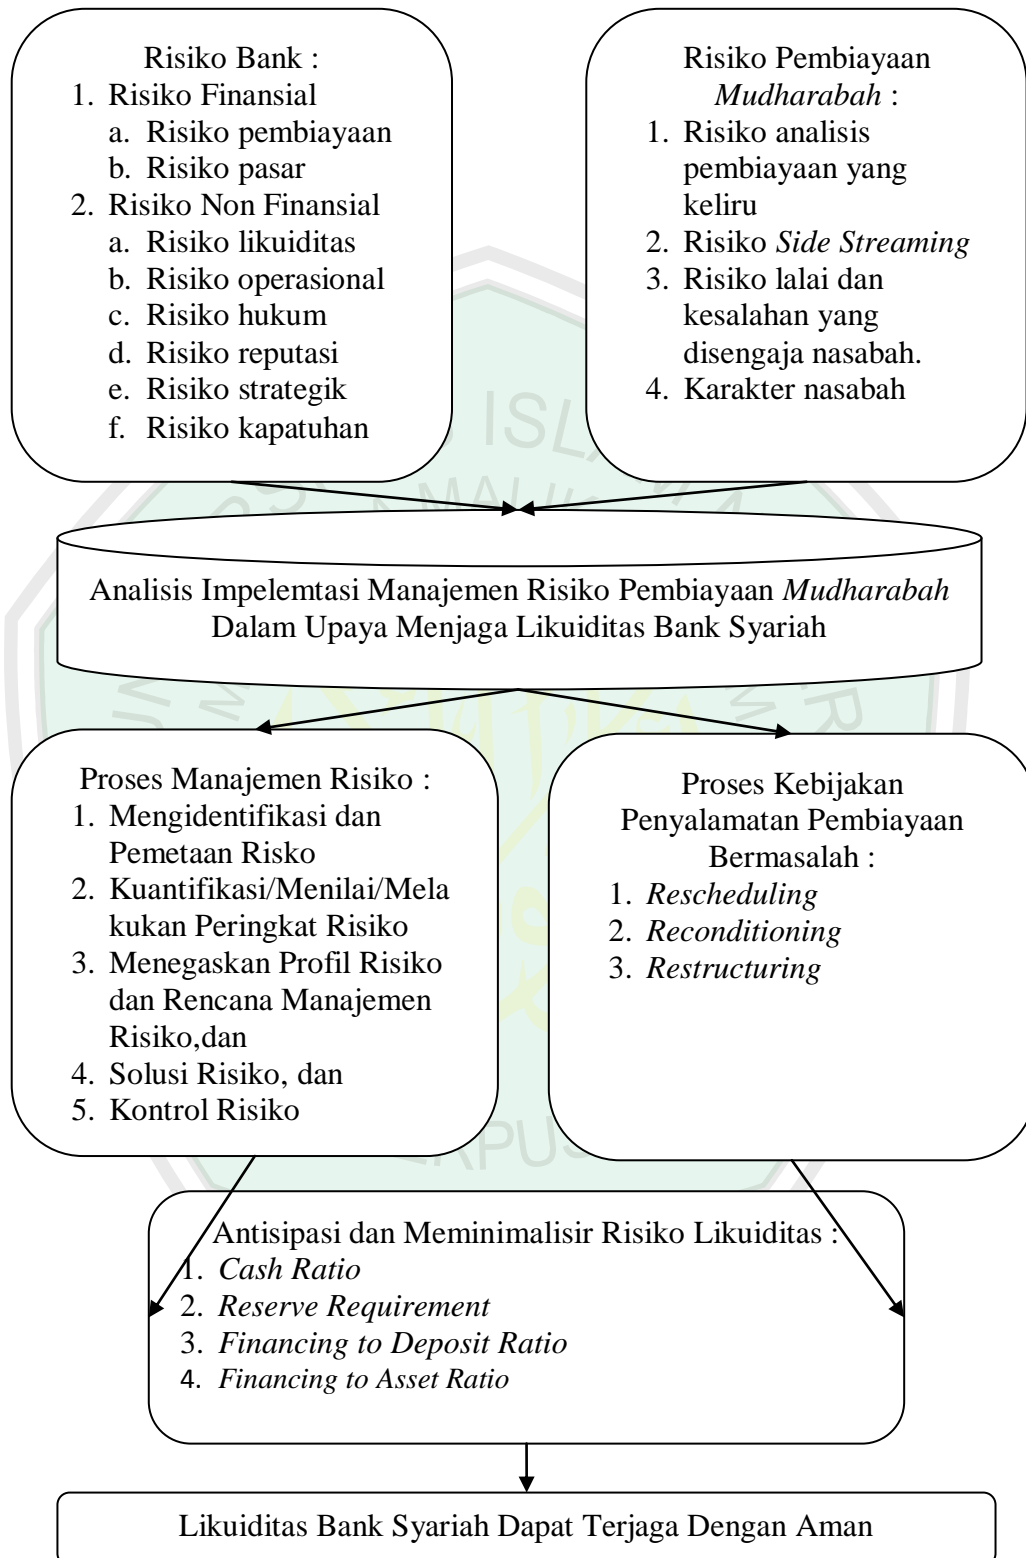 Risiko Bank :
1. Risiko Finansial
a. Risiko pembiayaan
b. Risiko pasar
2. Risiko Non Finansial
a. Risiko likuiditas
b. Risiko operasional
c. Risiko hukum
d. Risiko reputasi
e. Risiko strategik
f. Risiko kapatuhan
Risiko Pembiayaan
Mudharabah :
1. Risiko analisis
pembiayaan yang
keliru
2. Risiko Side Streaming
3. Risiko lalai dan
kesalahan yang
disengaja nasabah.
4. Karakter nasabah
Analisis Impelemtasi Manajemen Risiko Pembiayaan Mudharabah
Dalam Upaya Menjaga Likuiditas Bank Syariah
Proses Manajemen Risiko :
1. Mengidentifikasi dan
Pemetaan Risko
2. Kuantifikasi/Menilai/Mela
kukan Peringkat Risiko
3. Menegaskan Profil Risiko
dan Rencana Manajemen
Risiko,dan
4. Solusi Risiko, dan
5. Kontrol Risiko
Proses Kebijakan
Penyalamatan Pembiayaan
Bermasalah :
1. Rescheduling
2. Reconditioning
3. Restructuring
Antisipasi dan Meminimalisir Risiko Likuiditas :
1. Cash Ratio
2. Reserve Requirement
3. Financing to Deposit Ratio
4. Financing to Asset Ratio
Likuiditas Bank Syariah Dapat Terjaga Dengan Aman